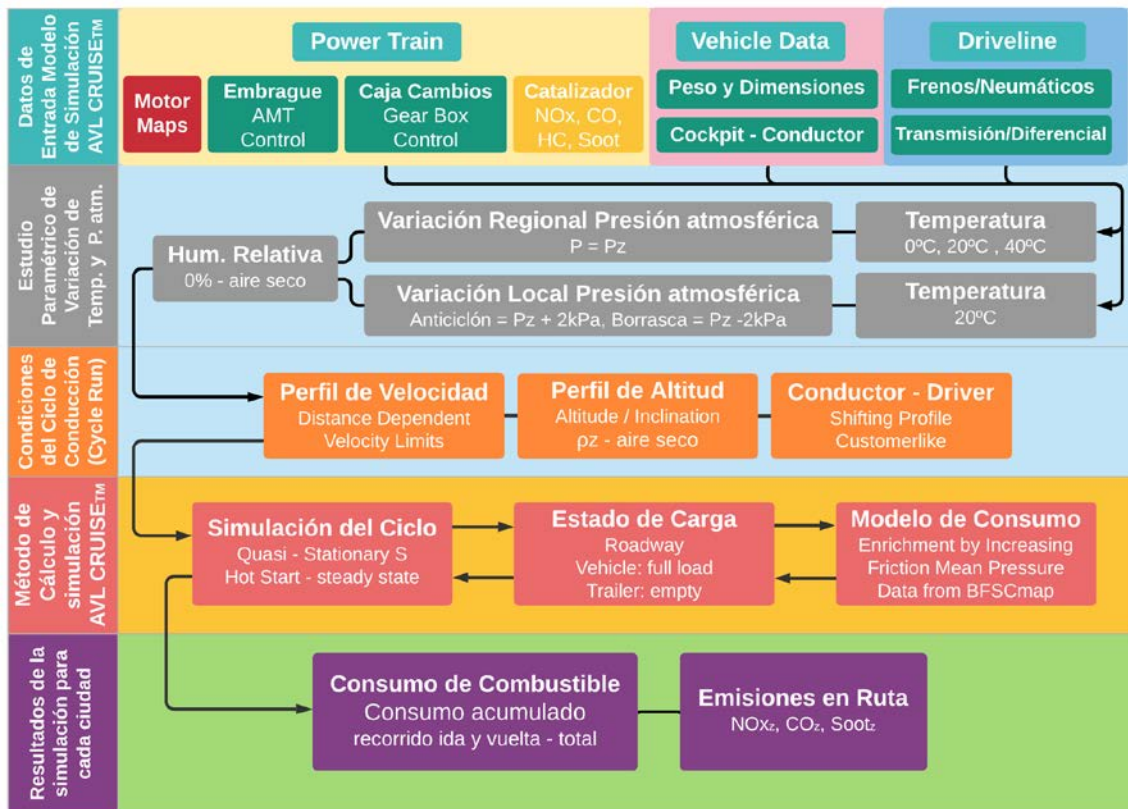 Datos de
Entrada Modelo
de Simulación
AVL CRUISE™
Power Train
Vehicle Data
Driveline
Motor
Maps
Embrague
AMT
Control
Caja Cambios
Gear Box
Control
Catalizador
NOx, CO,
HC, Soot
Peso y Dimensiones
Cockpit - Conductor
Frenos/Neumáticos
Transmisión/Diferencial
Estudio
Paramétrico de
Variación de
Temp. y P. atm.
Hum. Relativa
0% - aire seco
Variación Regional Presión atmosférica
P = Pz
Temperatura
0ºC, 20ºC , 40ºC
Variación Local Presión atmosférica
Anticiclón = Pz + 2kPa, Borrasca = Pz -2kPa
Temperatura
20ºC
Condiciones
del Ciclo de
Conducción
(Cycle Run)
Perfil de Velocidad
Distance Dependent
Velocity Limits
Perfil de Altitud
Altitude / Inclination
ρz - aire seco
Conductor - Driver
Shifting Profile
Customerlike
Método de
Cálculo y
simulación
AVL CRUISE™
Simulación del Ciclo
Quasi - Stationary S
Hot Start - steady state
Estado de Carga
Roadway
Vehicle: full load
Trailer: empty
Modelo de Consumo
Enrichment by Increasing
Friction Mean Pressure
Data from BFSCmap
Resultados de la
simulación para
cada ciudad
Consumo de Combustible
Consumo acumulado
recorrido ida y vuelta - total
Emisiones en Ruta
NOxz, COz, Sootz